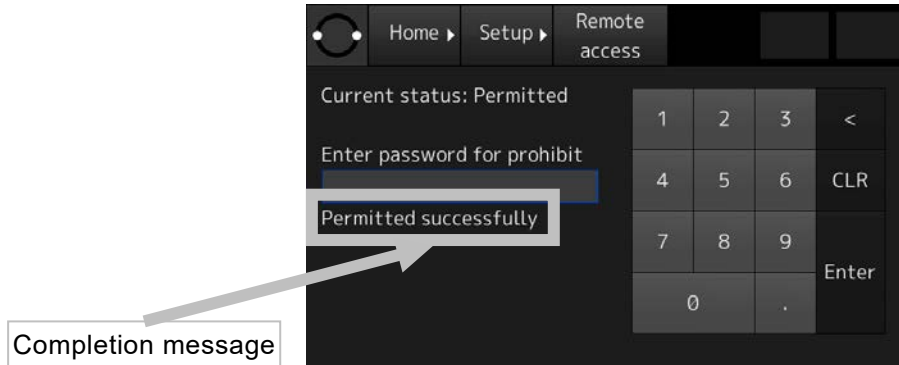 Home ▸ Setup ▸ Remote access
Current status: Permitted
Enter password for prohibit
Permitted successfully
1 2 3 <
4 5 6 CLR
7 8 9
Enter
0 .
Completion message